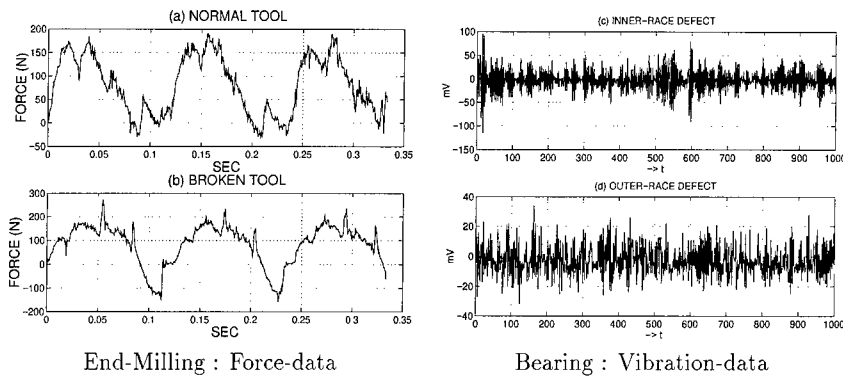 (a) NORMAL TOOL
200
150
100
50
0
-50
FORCE (N)
0 0.05 0.1 0.15 0.2 0.25 0.3 0.35
SEC
(b) BROKEN TOOL
300
200
100
0
-100
-200
FORCE (N)
0 0.05 0.1 0.15 0.2 0.25 0.3 0.35
SEC
End-Milling : Force-data
(c) INNER-RACE DEFECT
100
50
0
-50
-100
-150
mV
0 100 200 300 400 500 600 700 800 900 1000
-> t
(d) OUTER-RACE DEFECT
40
20
0
-20
-40
mV
0 100 200 300 400 500 600 700 800 900 1000
-> t
Bearing : Vibration-data